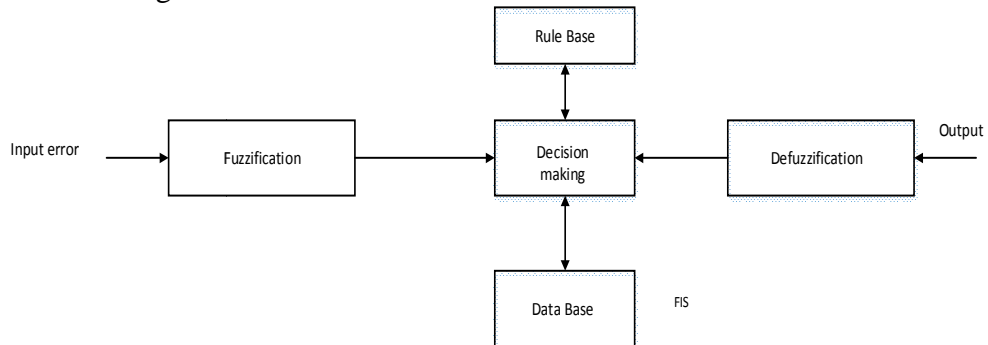 Rule Base
Input error
Fuzzification
Decision
making
Defuzzification
Output
Data Base
FIS